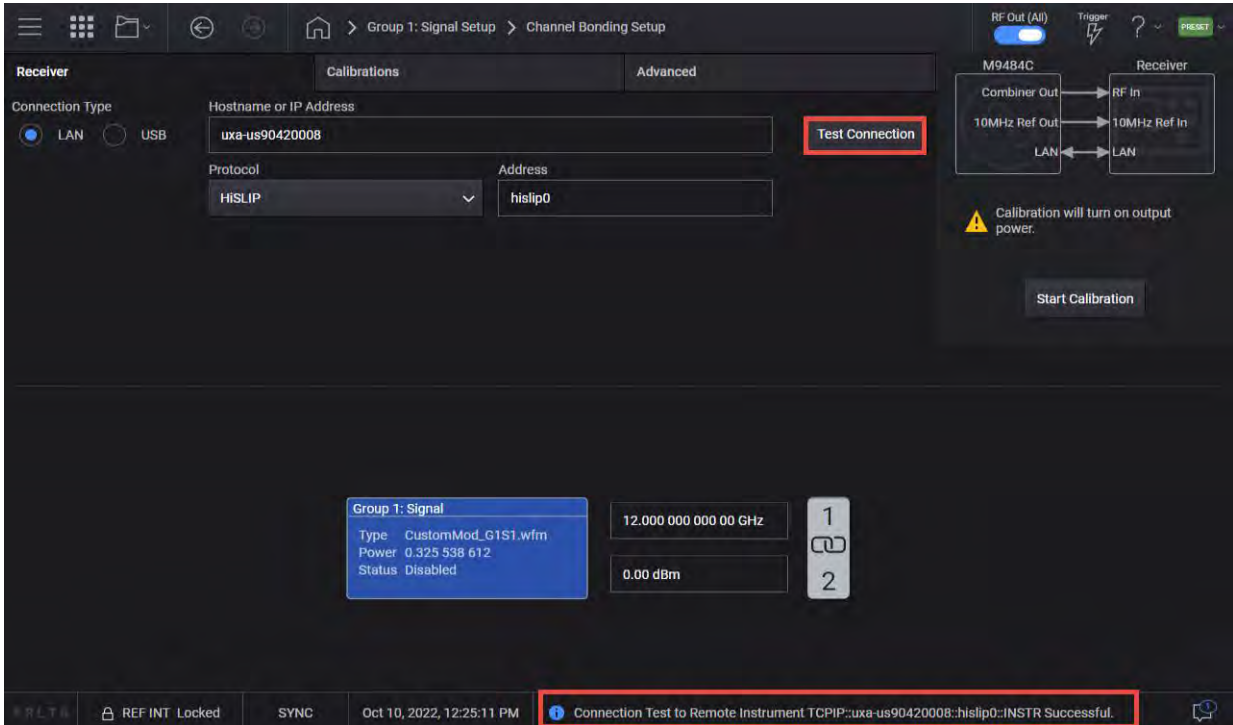 > Group 1: Signal Setup > Channel Bonding Setup
RF Out (All)
Trigger
?
PRESET
Receiver
Calibrations
Advanced
Connection Type
LAN
USB
Hostname or IP Address
uxa-us90420008
Test Connection
Protocol
HiSLIP
Address
hislip0
M9484C
Receiver
Combiner Out
RF In
10MHz Ref Out
10MHz Ref In
LAN
LAN
Calibration will turn on output
power.
Start Calibration
Group 1: Signal
Type CustomMod_G1S1.wfm
Power 0.325 538 612
Status Disabled
12.000 000 000 00 GHz
0.00 dBm
1
2
REF INT Locked
SYNC
Oct 10, 2022, 12:25:11 PM
Connection Test to Remote Instrument TCPIP::uxa-us90420008::hislip0::INSTR Successful.